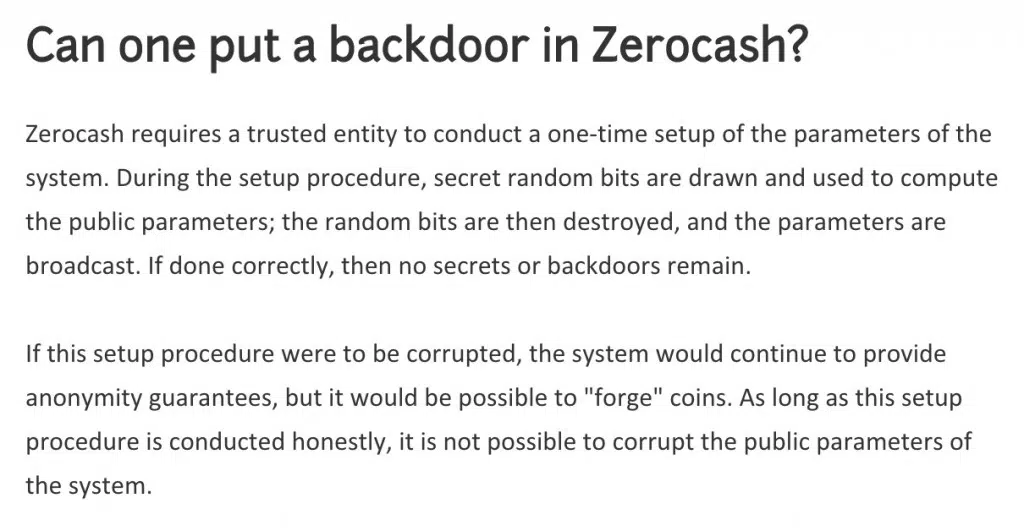 Can one put a backdoor in Zerocash?
Zerocash requires a trusted entity to conduct a one-time setup of the parameters of the
system. During the setup procedure, secret random bits are drawn and used to compute
the public parameters; the random bits are then destroyed, and the parameters are
broadcast. If done correctly, then no secrets or backdoors remain.
If this setup procedure were to be corrupted, the system would continue to provide
anonymity guarantees, but it would be possible to "forge" coins. As long as this setup
procedure is conducted honestly, it is not possible to corrupt the public parameters of
the system.